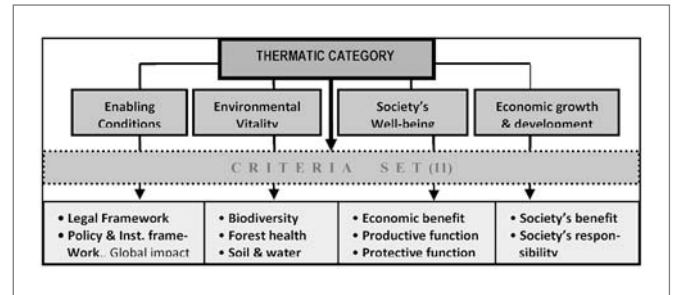 THERMATIC CATEGORY
Enabling
Conditions
Environmental
Vitality
Society's
Well-being
Economic growth
& development
CRITERIA SET (11)
• Legal Framework
• Policy & Inst. frame-
Work.. Global impact
• Biodiversity
• Forest health
• Soil & water
• Economic benefit
• Productive function
• Protective function
• Society's benefit
• Society's respon-
sibility